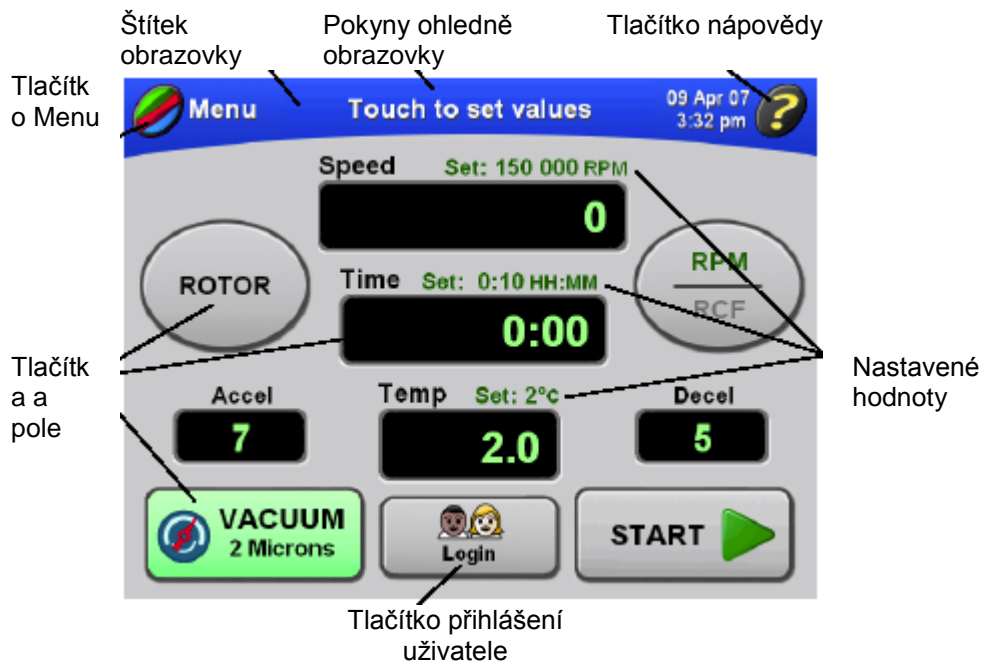 Štítek
obrazovky
Pokyny ohledně
obrazovky
Tlačítko nápovědy
Tlačítk
o Menu
Menu
Touch to set values
09 Apr 07
3:32 pm
?
Speed
Set: 150 000 RPM
0
ROTOR
RPM
RCF
Time
Set: 0:10 HH:MM
0:00
Tlačítk
a a
pole
Nastavené
hodnoty
Accel
7
Temp
Set: 2°C
2.0
Decel
5
VACUUM
2 Microns
Login
START
Tlačítko přihlášení
uživatele